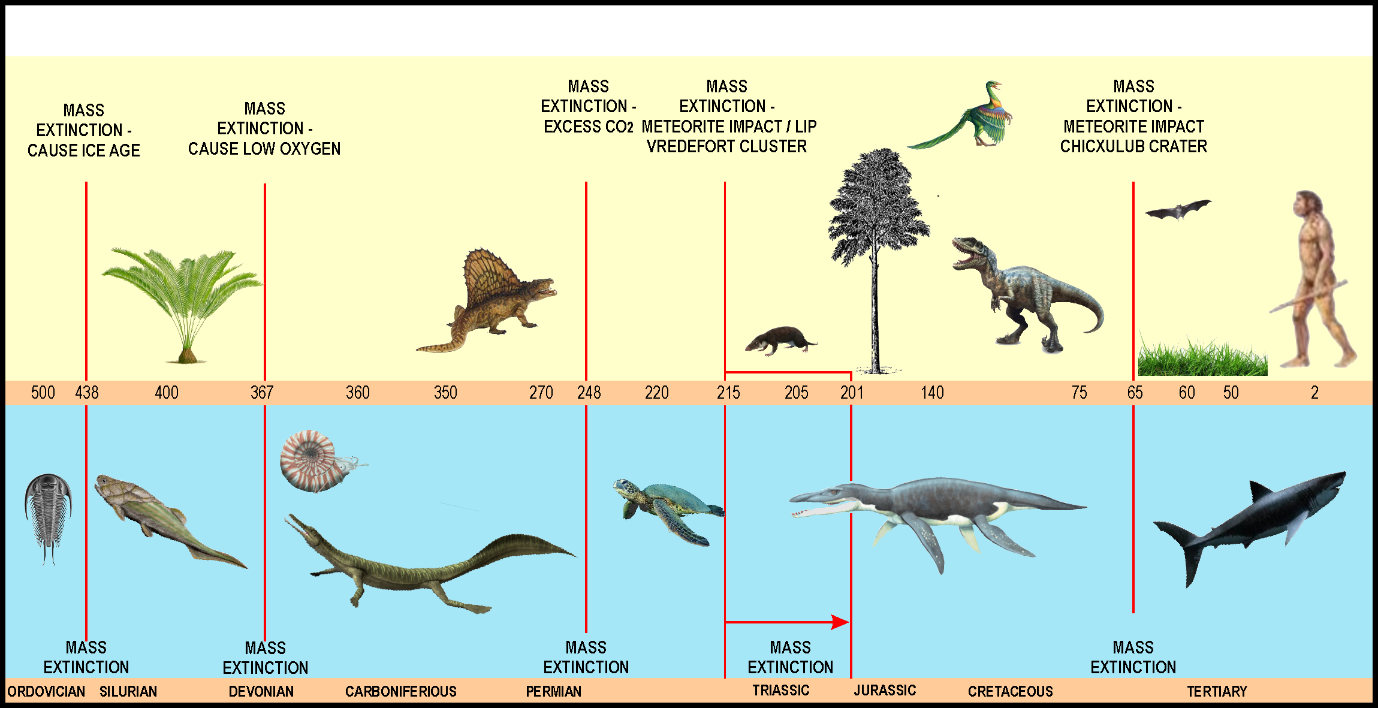 MASS
EXTINCTION -
CAUSE ICE AGE
MASS
EXTINCTION -
CAUSE LOW OXYGEN
MASS
EXTINCTION -
EXCESS CO2
MASS
EXTINCTION -
METEORITE IMPACT / LIP
VREDEFORT CLUSTER
MASS
EXTINCTION -
METEORITE IMPACT
CHICXULUB CRATER
500 438 400 367 360 350 270 248 220 215 205 201 140 75 65 60 50 2
MASS
EXTINCTION
MASS
EXTINCTION
MASS
EXTINCTION
MASS
EXTINCTION
MASS
EXTINCTION
ORDOVICIAN SILURIAN DEVONIAN CARBONIFERIOUS PERMIAN TRIASSIC JURASSIC CRETACEOUS TERTIARY